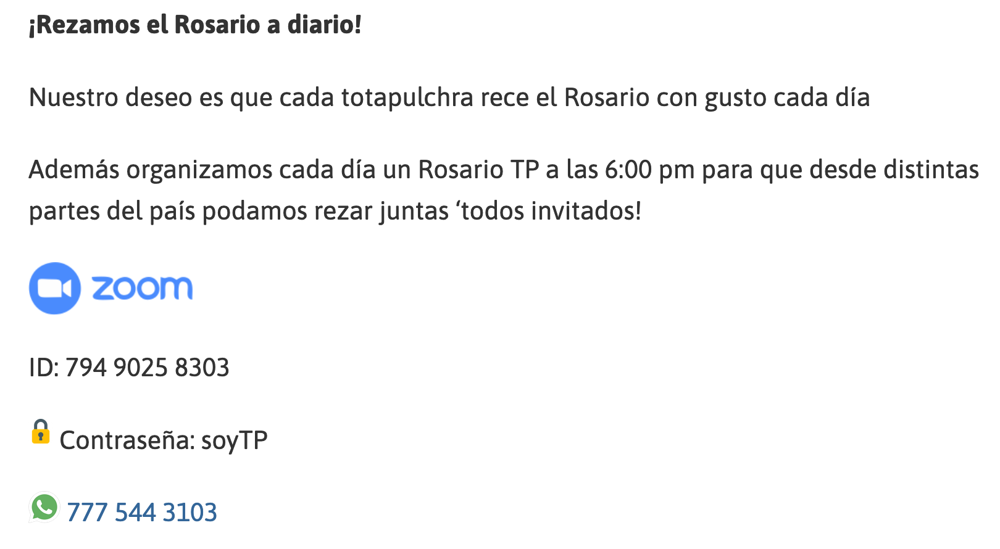 ¡Rezamos el Rosario a diario!
Nuestro deseo es que cada totapulchra rece el Rosario con gusto cada día
Además organizamos cada día un Rosario TP a las 6:00 pm para que desde distintas
partes del país podamos rezar juntas ‘todos invitados!
zoom
ID: 794 9025 8303
Contraseña: soyTP
777 544 3103